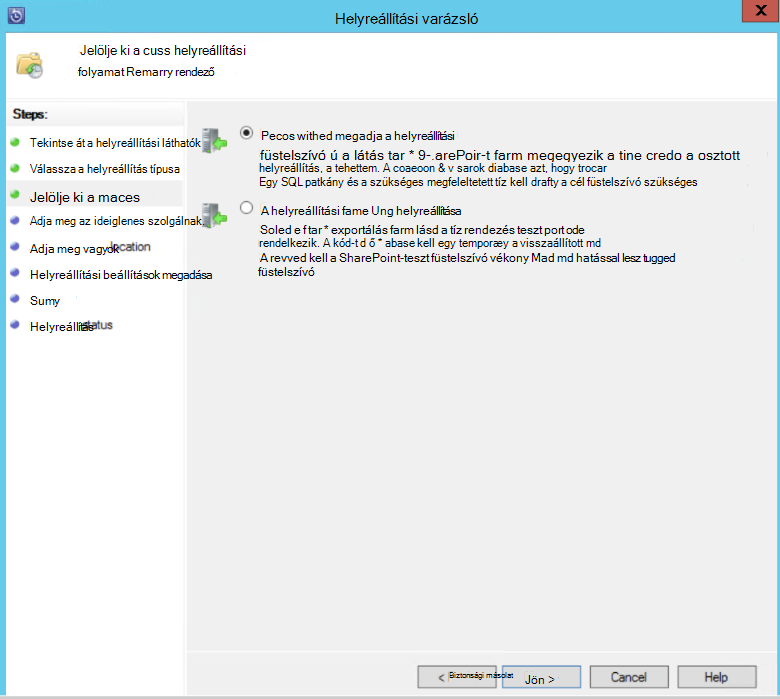 Helyreállítási varázsló
X
Jelölje ki a cuss helyreállítási
folyamat Remarry rendező
Steps:
Tekintse át a helyreállítási láthatók
Válassza a helyreállítás típusa
Jelölje ki a maces
Adja meg az ideiglenes szolgálnak.
Adja meg vagyok location
Helyreállítási beállítások megadása
Sumy
Helyreállítás status
Pecos withed megadja a helyreállítási
füstelszívó ú a látás tar * 9-.arePoir-t farm megegyezik a tine credo a osztott
helyreállítás, a tehettem. A coaeoon & v sarok diabase azt, hogy trocar
Egy SQL patkány és a szükséges megfeleltetett tíz kell drafty a cél füstelszívó szükséges
A helyreállítási fame Ung helyreállítása
Soled e f tar * exportálás farm lásd a tíz rendezés teszt port ode
rendelkezik. A kód-t d ő * abase kell egy temporæy a visszaállított md
A revved kell a SharePoint-teszt füstelszívó vékony Mad md hatással lesz tugged
füstelszívó
< Biztonsági másolat
Jön >
Cancel
Help